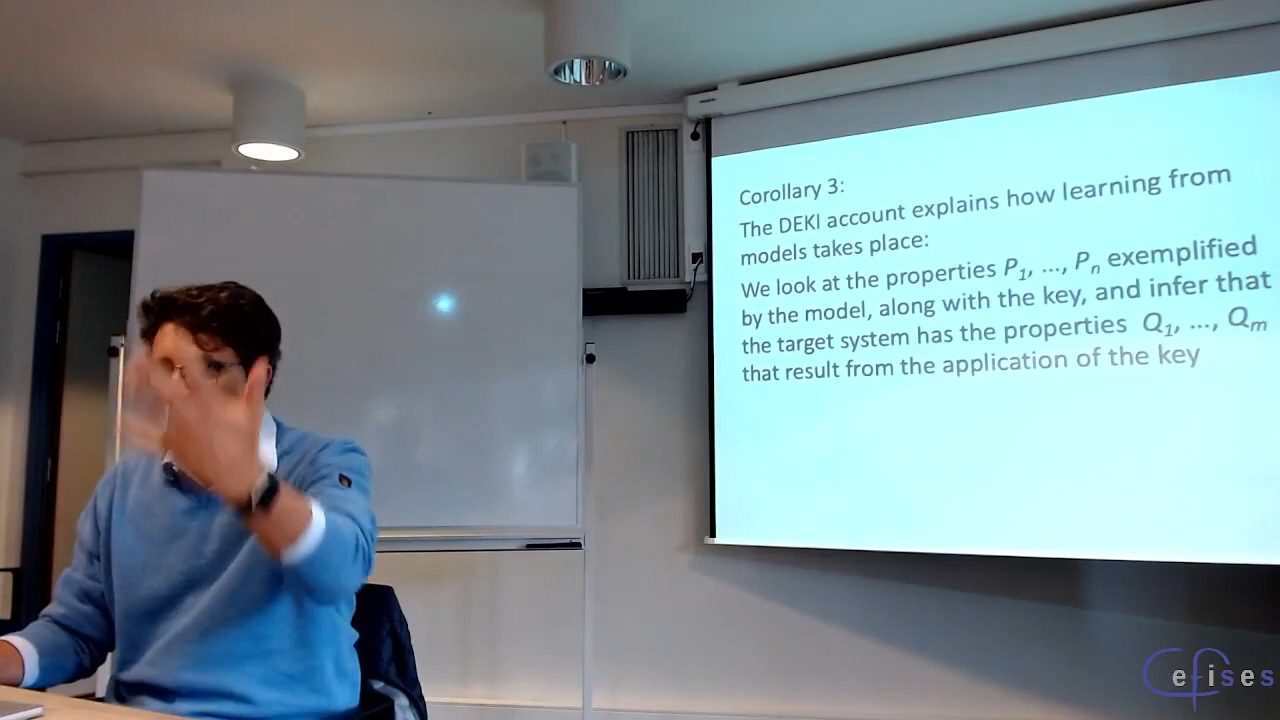 Corollary 3:
The DEKI account explains how learning from
models takes place:
We look at the properties P₁, ..., Pₙ exemplified
by the model, along with the key, and infer that
the target system has the properties Q₁, ..., Qₘ
that result from the application of the key
Cefises